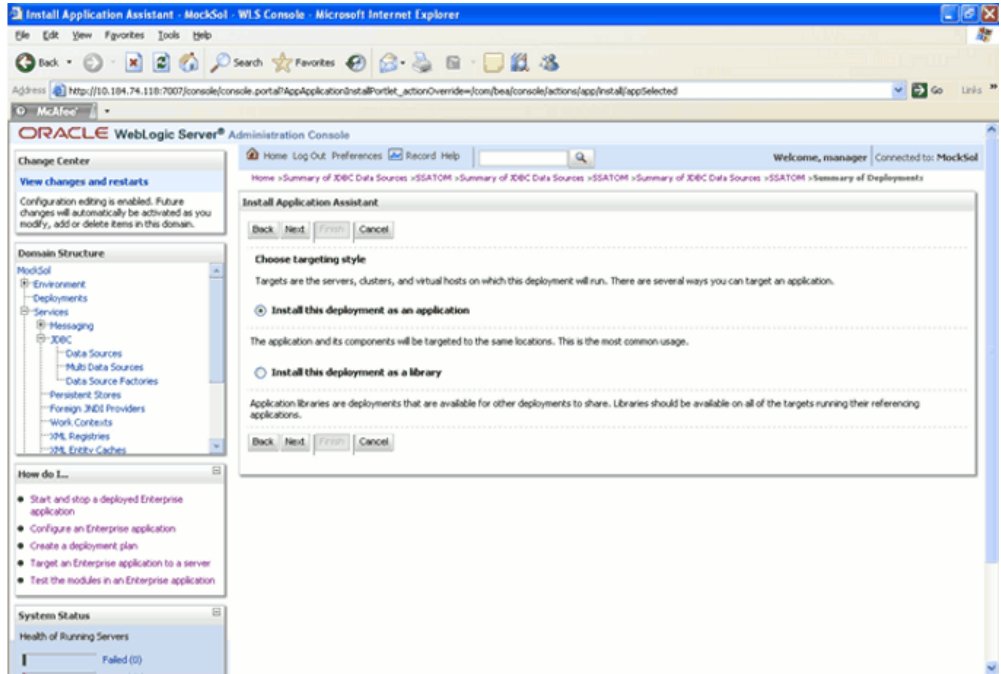 Install Application Assistant - MockSol - WLS Console - Microsoft Internet Explorer
File Edit View Favorites Tools Help
Back Search Favorites
Address http://10.184.74.118:7007/console/console.portal?AppApplicationInstallPortlet_actionOverride=/com/bea/console/actions/app/install/appSelected Go Links »
McAfee
ORACLE WebLogic Server® Administration Console
Change Center
View changes and restarts
Configuration editing is enabled. Future
changes will automatically be activated as you
modify, add or delete items in this domain.
Domain Structure
MockSol
Environment
Deployments
Services
Messaging
JDBC
Data Sources
Multi Data Sources
Data Source Factories
Persistent Stores
Foreign JNDI Providers
Work Contexts
XML Registries
XML Entity Caches
How do I...
Start and stop a deployed Enterprise
application
Configure an Enterprise application
Create a deployment plan
Target an Enterprise application to a server
Test the modules in an Enterprise application
System Status
Health of Running Servers
Failed (0)
Home Log Out Preferences Record Help
Welcome, manager Connected to: MockSol
Home >Summary of JDBC Data Sources >SSATOM >Summary of JDBC Data Sources >SSATOM >Summary of JDBC Data Sources >SSATOM >Summary of Deployments
Install Application Assistant
Back Next Finish Cancel
Choose targeting style
Targets are the servers, clusters, and virtual hosts on which this deployment will run. There are several ways you can target an application.
Install this deployment as an application
The application and its components will be targeted to the same locations. This is the most common usage.
Install this deployment as a library
Application libraries are deployments that are available for other deployments to share. Libraries should be available on all of the targets running their referencing
applications.
Back Next Finish Cancel